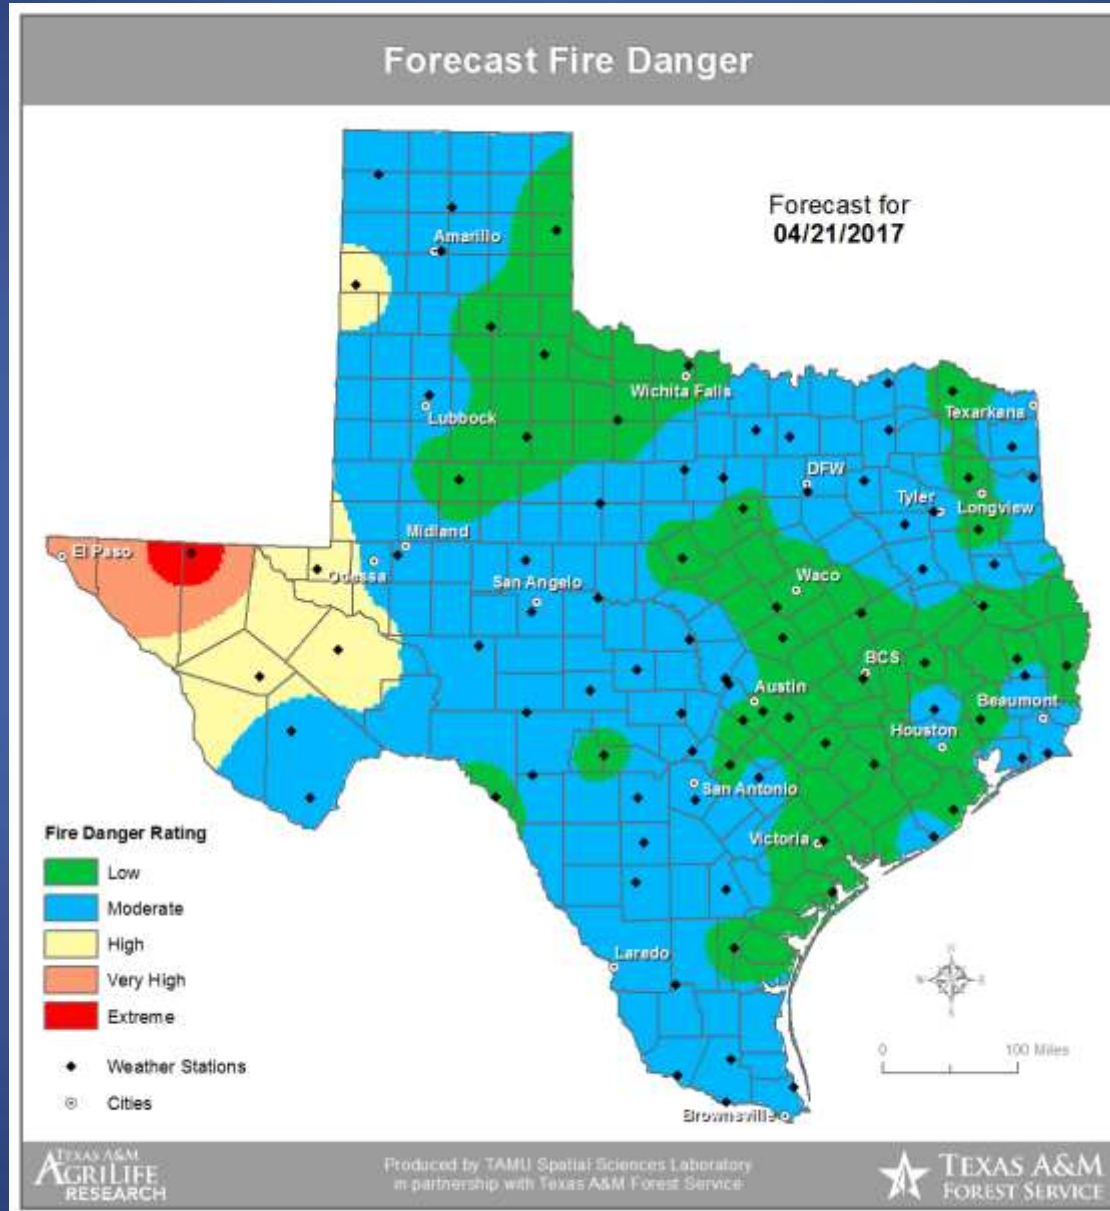 Forecast Fire Danger
Forecast for
04/21/2017
Amarillo
Wichita Falls
Lubbock
Texarkana
DFW
Tyler
Longview
El Paso
Midland
Odessa
San Angelo
Waco
BCS
Austin
Beaumont
Houston
San Antonio
Victoria
Laredo
Brownsville
Fire Danger Rating
Low
Moderate
High
Very High
Extreme
Weather Stations
Cities
N
W E
S
0 100 Miles
TEXAS A&M
AGRILIFE
RESEARCH
Produced by TAMU Spatial Sciences Laboratory
in partnership with Texas A&M Forest Service
TEXAS A&M
FOREST SERVICE